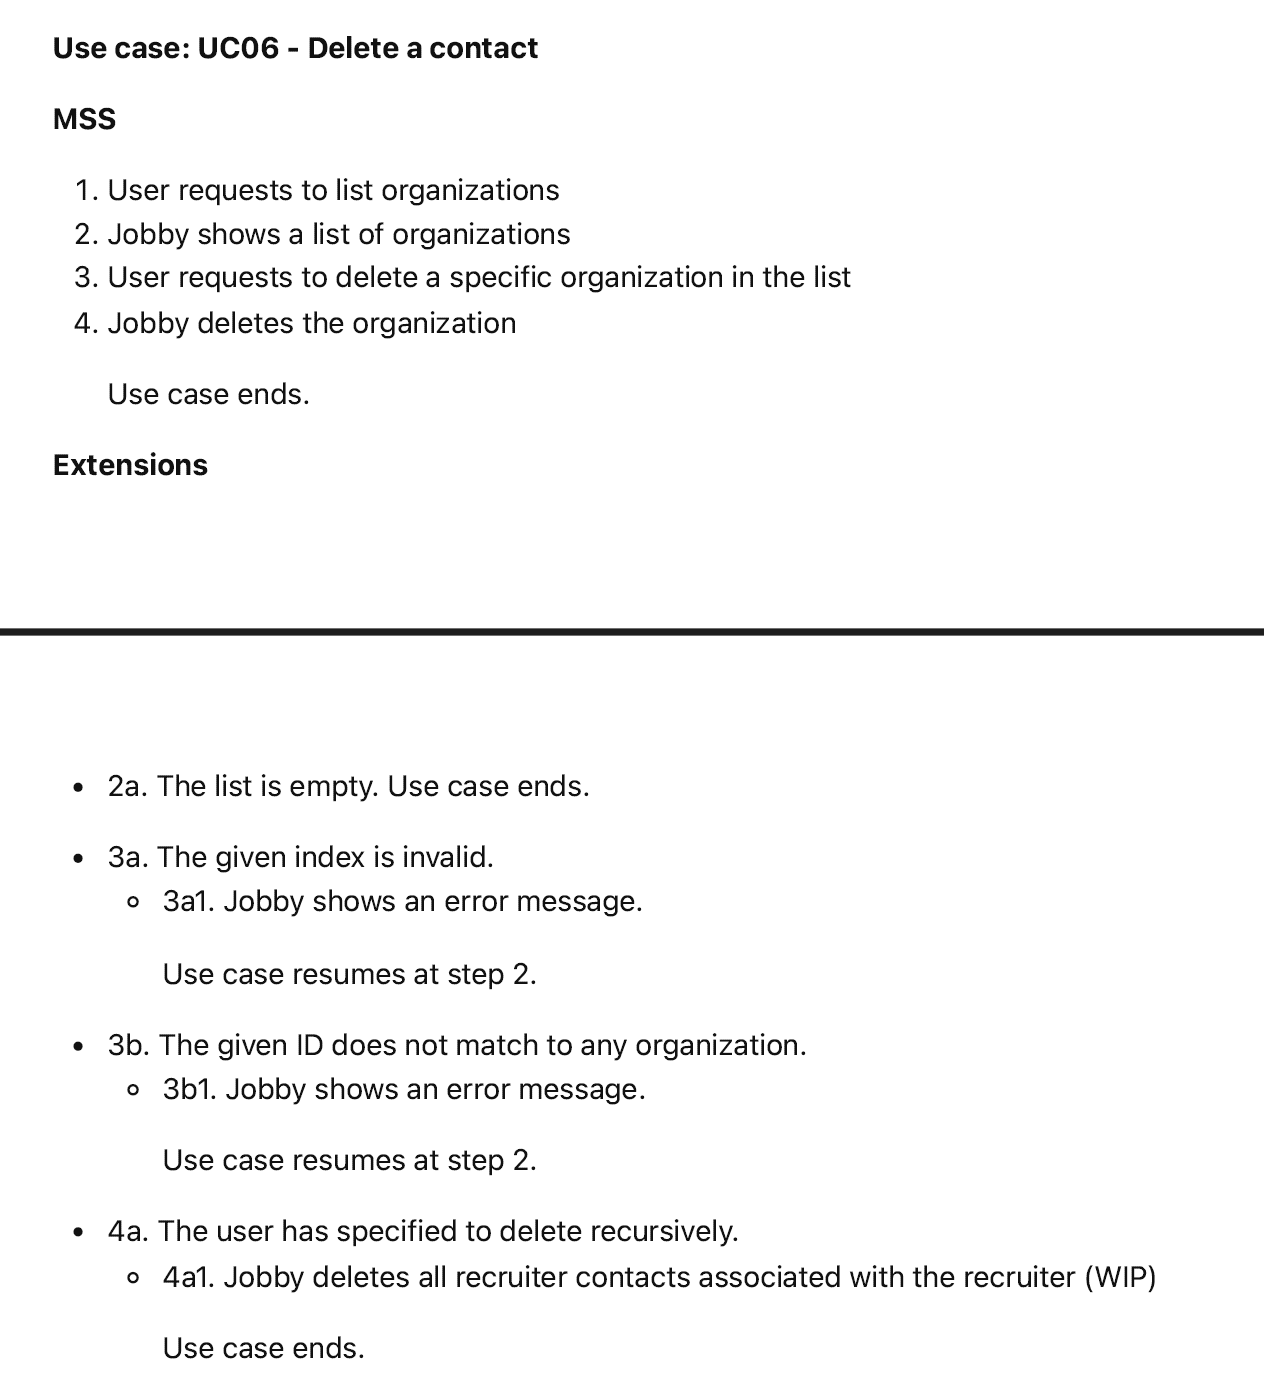 Use case: UC06 - Delete a contact
MSS
1. User requests to list organizations
2. Jobby shows a list of organizations
3. User requests to delete a specific organization in the list
4. Jobby deletes the organization
Use case ends.
Extensions
• 2a. The list is empty. Use case ends.
• 3a. The given index is invalid.
◦ 3a1. Jobby shows an error message.
Use case resumes at step 2.
• 3b. The given ID does not match to any organization.
◦ 3b1. Jobby shows an error message.
Use case resumes at step 2.
• 4a. The user has specified to delete recursively.
◦ 4a1. Jobby deletes all recruiter contacts associated with the recruiter (WIP)
Use case ends.